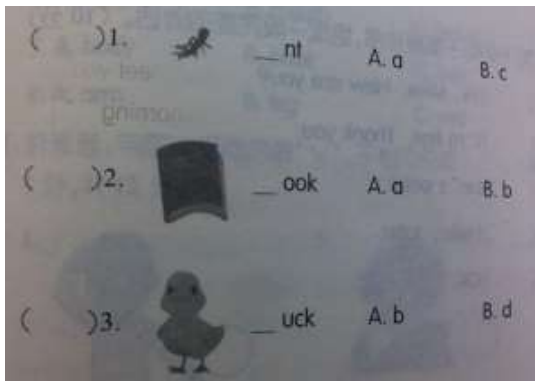 ( )1. __nt A. a B. c
( )2. __ook A. a B. b
( )3. __uck A. b B. d